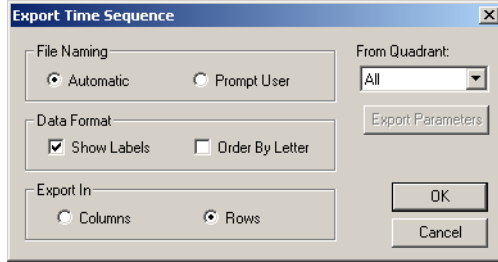 Export Time Sequence
File Naming
Automatic
Prompt User
Data Format
Show Labels
Order By Letter
Export In
Columns
Rows
From Quadrant:
All
Export Parameters
OK
Cancel